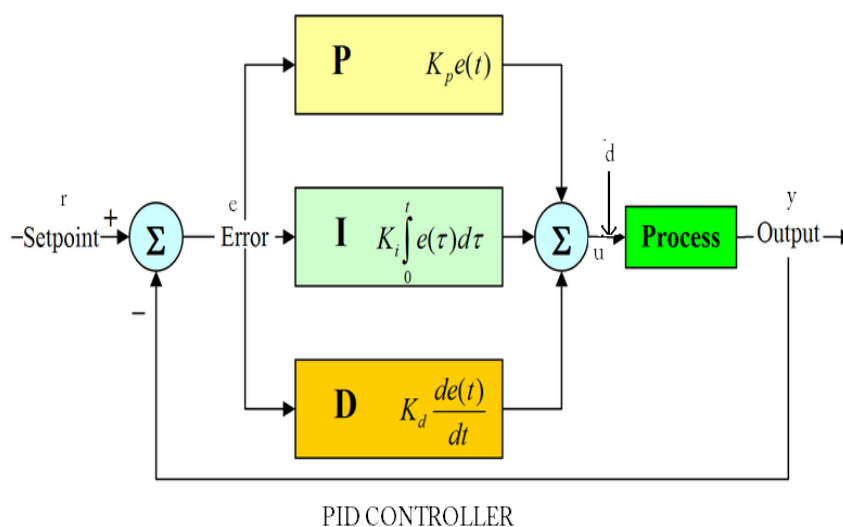 P K_p e(t)
d
r e y
+
–Setpoint Σ Error I K_i ∫_0^t e(τ)dτ Σ u Process Output
–
D K_d de(t)/dt
PID CONTROLLER